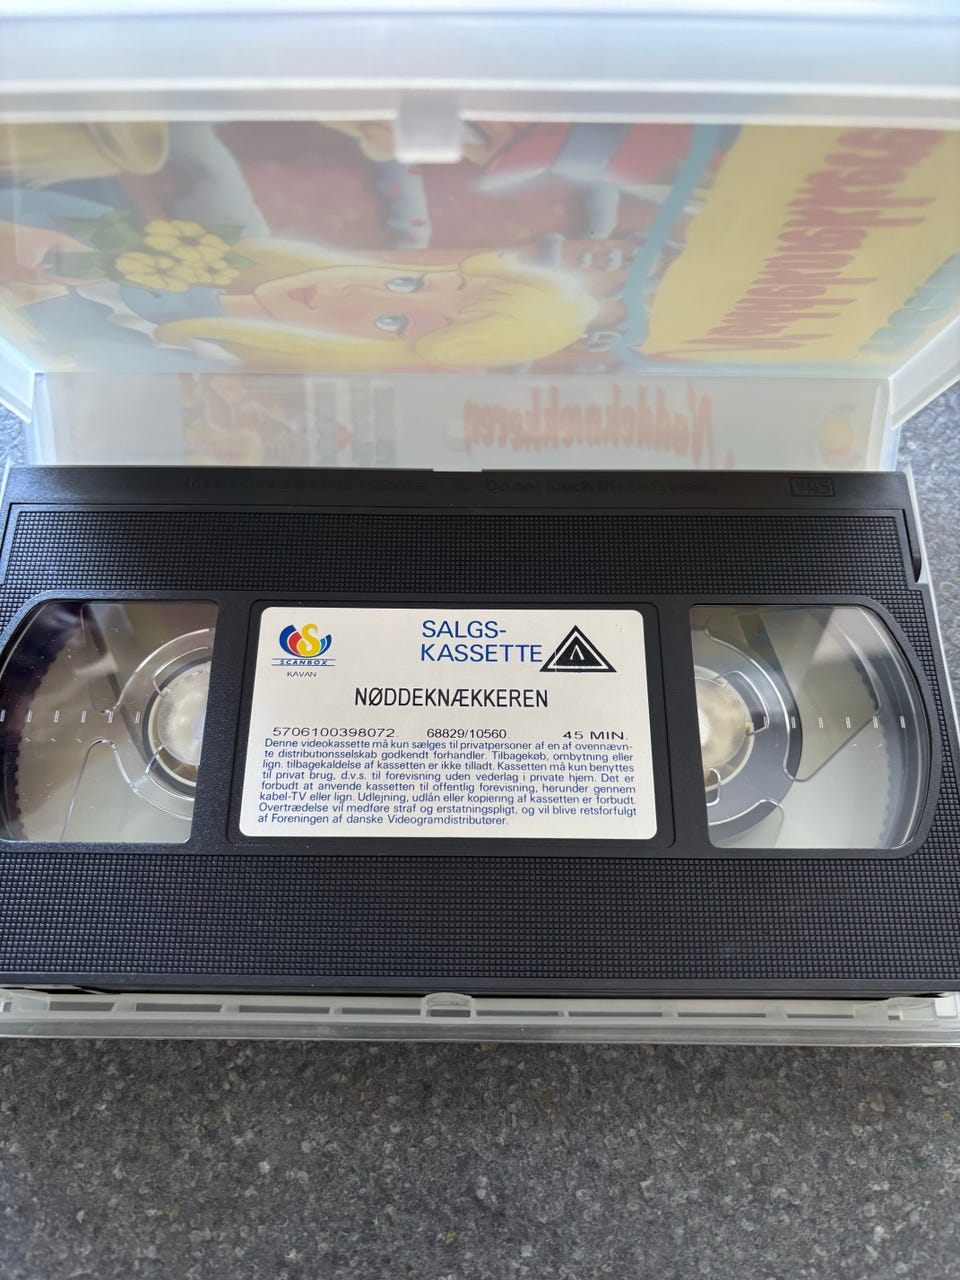 Nøddeknækkeren
Nøddeknækkeren
Do not touch the tape inside
VHS
SCANBOX
KAVAN
SALGS-
KASSETTE
A
NØDDEKNÆKKEREN
5706100398072. 68829/10560. 45 MIN.
Denne videokassette må kun sælges til privatpersoner af en af ovennævn-
te distributionsselskab godkendt forhandler. Tilbagekøb, ombytning eller
lign. tilbagekaldelse af kassetten er ikke tilladt. Kassetten må kun benyttes
til privat brug, d.v.s. til forevisning uden vederlag i private hjem. Det er
forbudt at anvende kassetten til offentlig forevisning, herunder gennem
kabel-TV eller lign. Udlejning, udlån eller kopiering af kassetten er forbudt.
Overtrædelse vil medføre straf og erstatningspligt, og vil blive retsforfulgt
af Foreningen af danske Videogramdistributører.